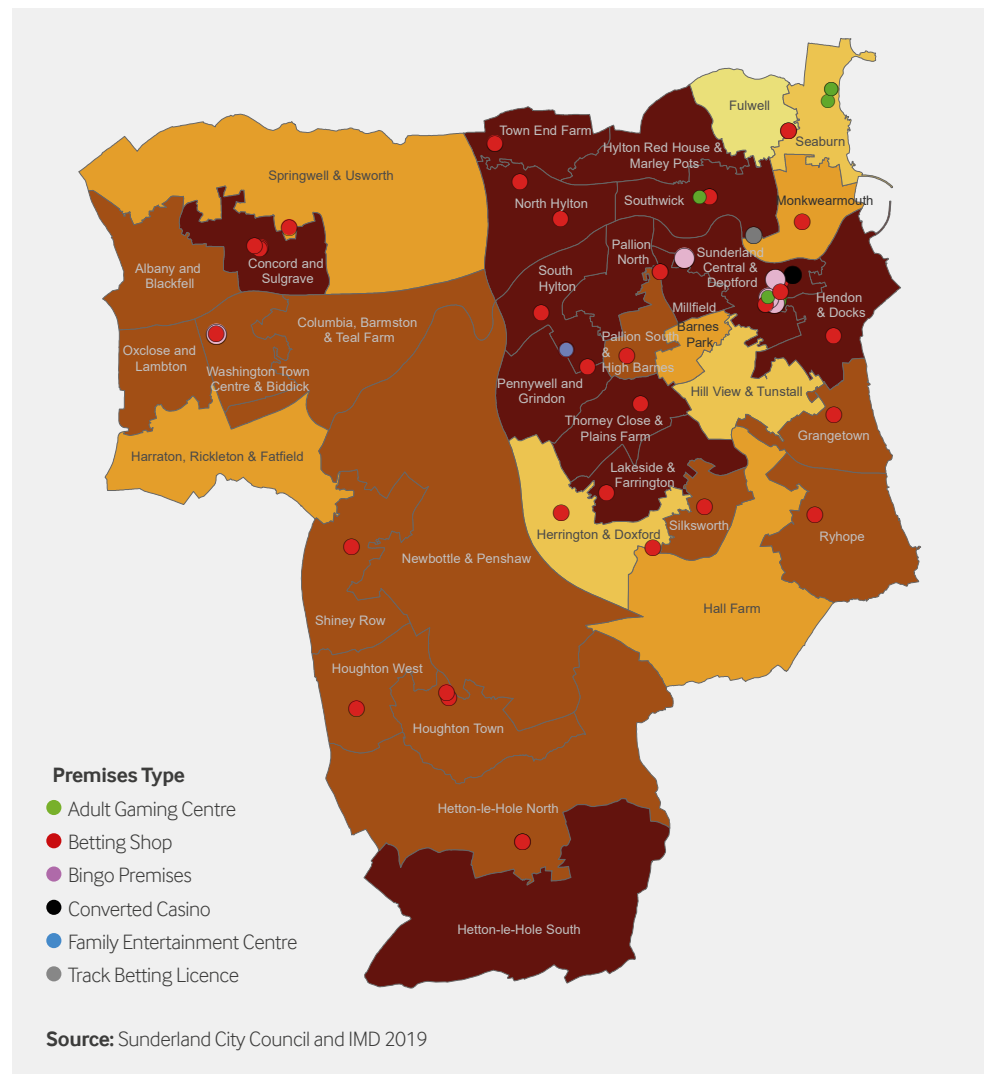 Fulwell
Seaburn
Town End Farm
Hylton Red House &
Marley Pots
Springwell & Usworth
North Hylton
Southwick
Monkwearmouth
Albany and
Blackfell
Concord and
Sulgrave
Pallion
North
Sunderland
Central &
Deptford
South
Hylton
Hendon
& Docks
Millfield
Columbia, Barmston
& Teal Farm
Barnes
Park
Oxclose and
Lambton
Pallion South
&
High Barnes
Washington Town
Centre & Biddick
Pennywell and
Grindon
Hill View & Tunstall
Thorney Close &
Plains Farm
Grangetown
Harraton, Rickleton & Fatfield
Lakeside &
Farrington
Silksworth
Herrington & Doxford
Ryhope
Newbottle & Penshaw
Hall Farm
Shiney Row
Houghton West
Houghton Town
Hetton-le-Hole North
Hetton-le-Hole South
Premises Type
Adult Gaming Centre
Betting Shop
Bingo Premises
Converted Casino
Family Entertainment Centre
Track Betting Licence
Source: Sunderland City Council and IMD 2019